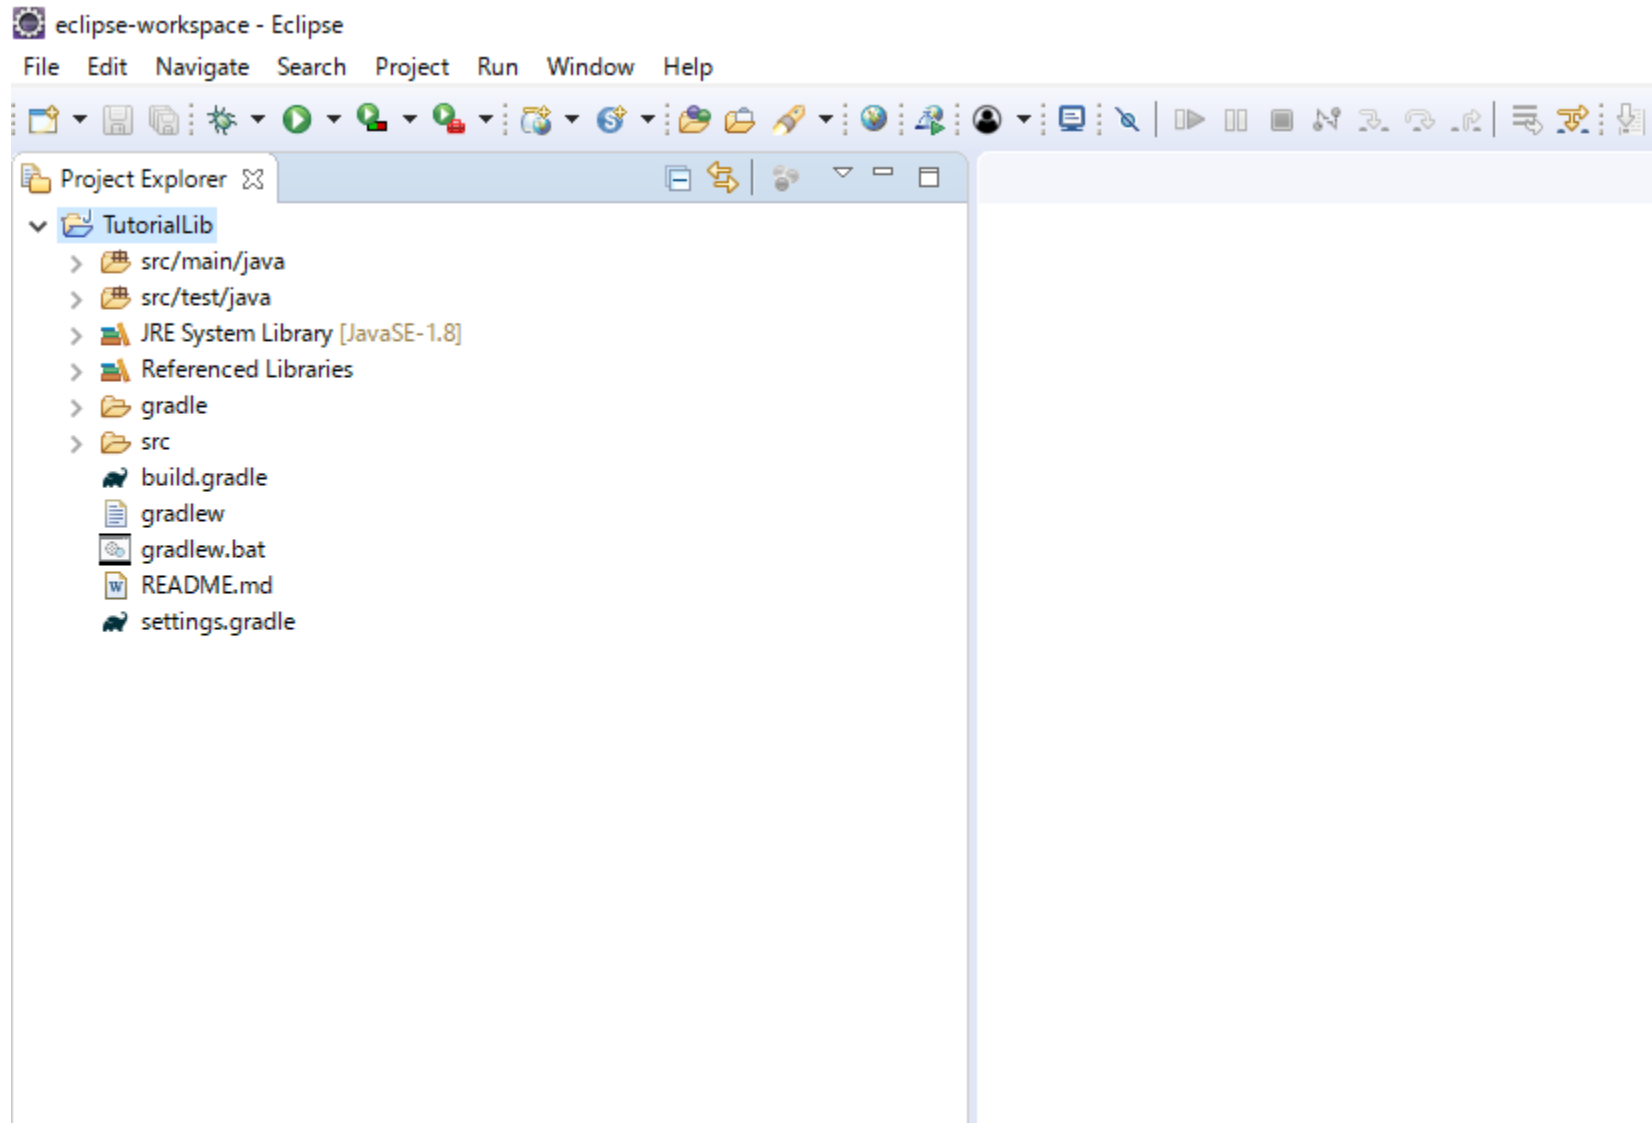 eclipse-workspace - Eclipse
File Edit Navigate Search Project Run Window Help
Project Explorer
TutorialLib
src/main/java
src/test/java
JRE System Library [JavaSE-1.8]
Referenced Libraries
gradle
src
build.gradle
gradlew
gradlew.bat
README.md
settings.gradle